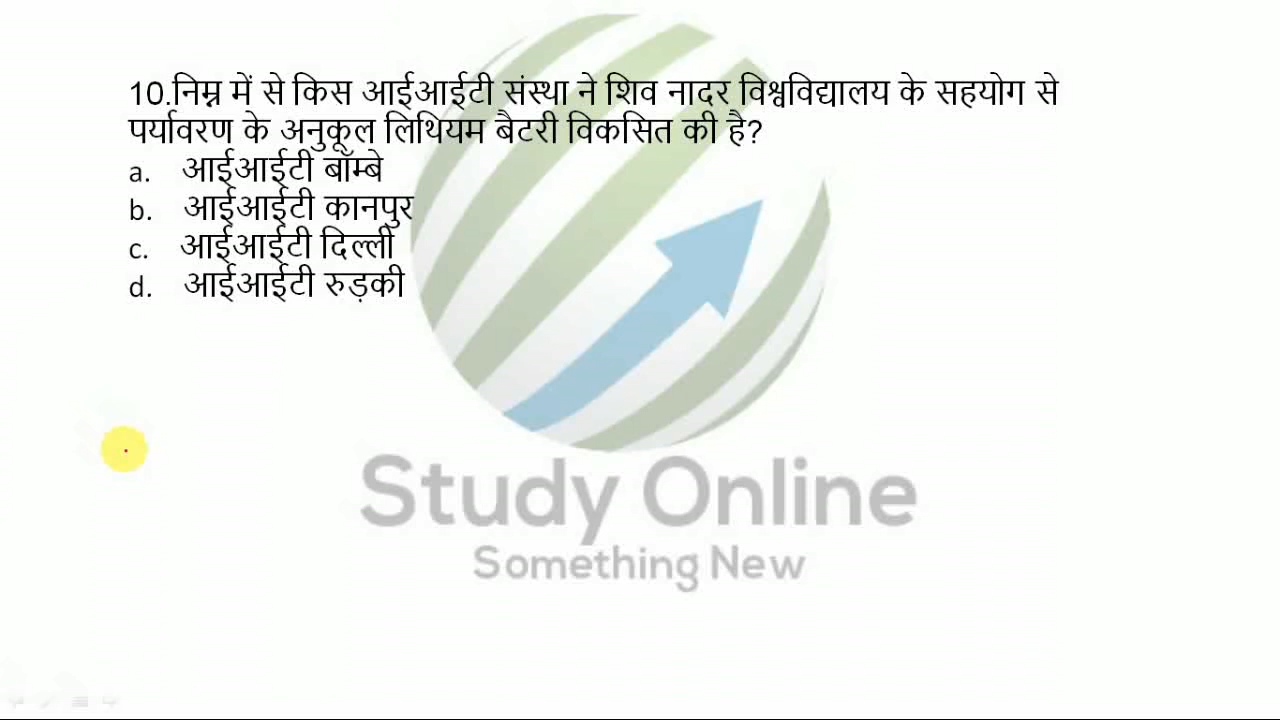 10.निम्न में से किस आईआईटी संस्था ने शिव नादर विश्वविद्यालय के सहयोग से
पर्यावरण के अनुकूल लिथियम बैटरी विकसित की है?
a. आईआईटी बॉम्बे
b. आईआईटी कानपुर
c. आईआईटी दिल्ली
d. आईआईटी रुड़की
Study Online
Something New